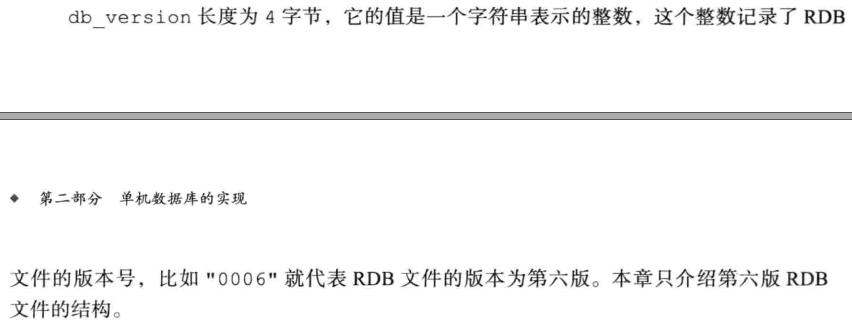 db_version 长度为 4 字节，它的值是一个字符串表示的整数，这个整数记录了 RDB
◆ 第二部分 单机数据库的实现
文件的版本号，比如 "0006" 就代表 RDB 文件的版本为第六版。本章只介绍第六版 RDB
文件的结构。